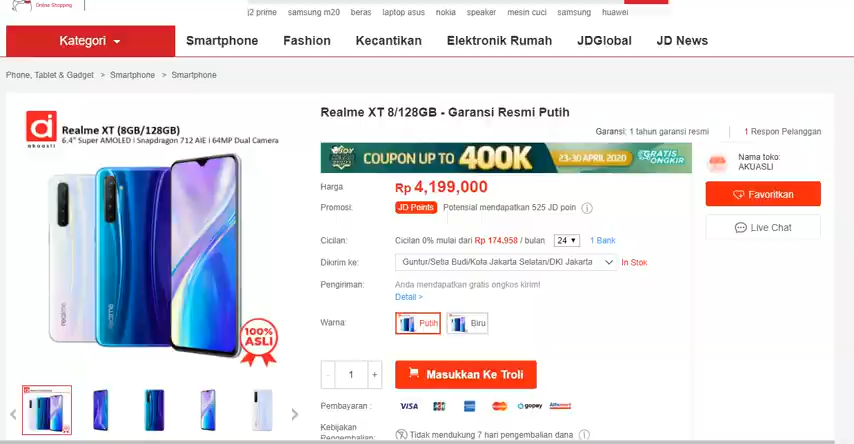 Online Shopping
j2 prime samsung m20 beras laptop asus nokia speaker mesin cuci samsung huawei
Kategori Smartphone Fashion Kecantikan Elektronik Rumah JDGlobal JD News
Phone, Tablet & Gadget > Smartphone > Smartphone
Realme XT 8/128GB - Garansi Resmi Putih
Garansi: 1 tahun garansi resmi 1 Respon Pelanggan
akuasli
Realme XT (8GB/128GB)
6.4" Super AMOLED | Snapdragon 712 AIE | 64MP Dual Camera
JOY
COUPON UP TO 400K 23-30 APRIL 2020 GRATIS ONGKIR
Nama toko:
AKUASLI
Harga Rp 4,199,000
Favoritkan
Promosi. JD Points Potensial mendapatkan 525 JD poin
Live Chat
Cicilan: Cicilan 0% mulai dari Rp 174,958 / bulan 24 1 Bank
Dikirim ke: Guntur/Setia Budi/Kota Jakarta Selatan/DKI Jakarta In Stok
Pengiriman: Anda mendapatkan gratis ongkos kirim!
Detail >
Warna: Putih Biru
realme
realme
100%
ASLI
- 1 + Masukkan Ke Troli
Pembayaran : VISA JCB gopay Alfamart
Kebijakan
Pengembalian: Tidak mendukung 7 hari pengembalian dana